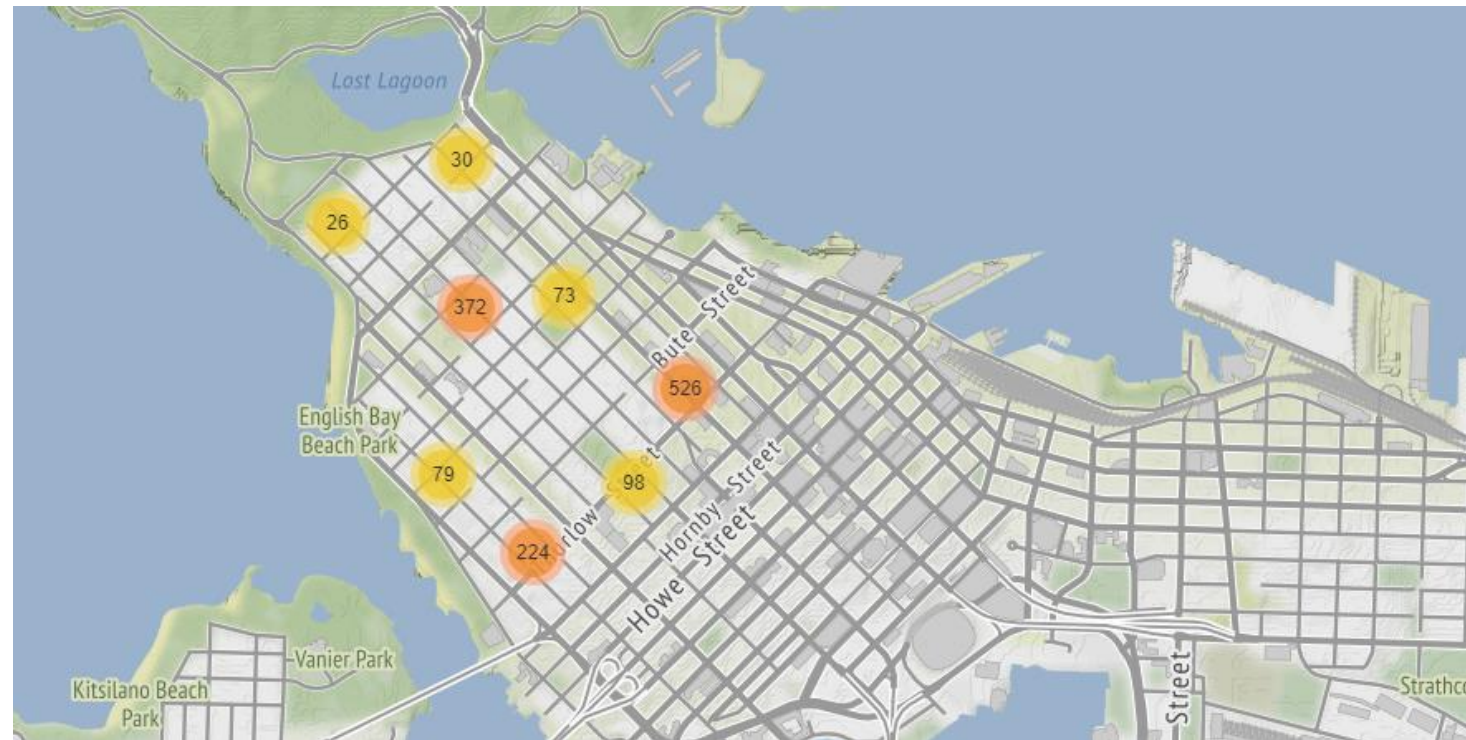 Lost Lagoon
30
26
372
73
Bute Street
526
English Bay
Beach Park
79
98
224
Hornby Street
Howe Street
Vanier Park
Kitsilano Beach
Park
Street